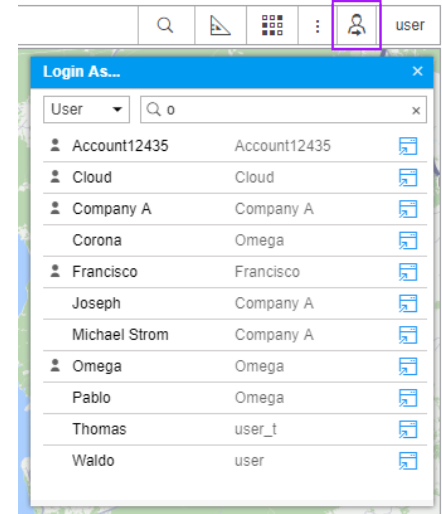 user
Login As... ×
User o ×
Account12435 Account12435
Cloud Cloud
Company A Company A
Corona Omega
Francisco Francisco
Joseph Company A
Michael Strom Company A
Omega Omega
Pablo Omega
Thomas user_t
Waldo user